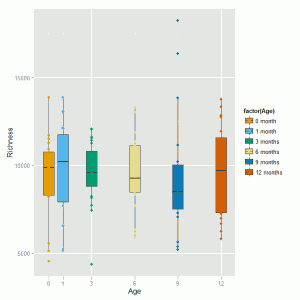 Richness
15000
10000
5000
0
1
3
6
9
12
Age
factor(Age)
0 month
1 month
3 months
6 months
9 months
12 months